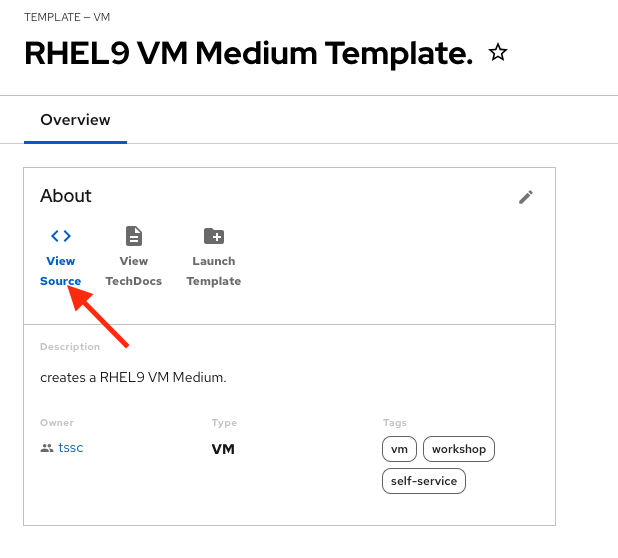 TEMPLATE — VM
RHEL9 VM Medium Template.
Overview
About
View Source
View TechDocs
Launch Template
Description
creates a RHEL9 VM Medium.
Owner
Type
Tags
tssc
VM
vm
workshop
self-service